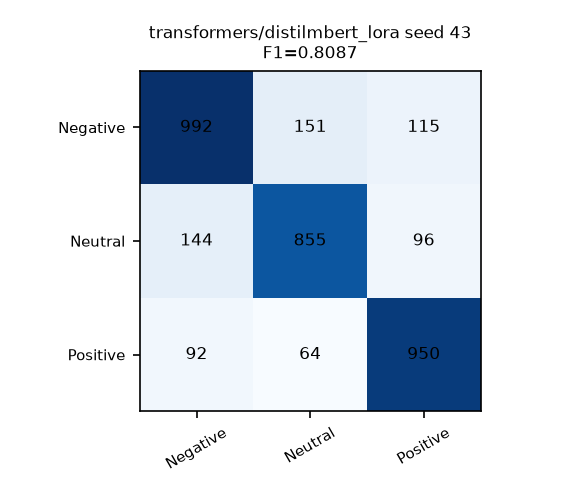 transformers/distilmbert_lora seed 43
F1=0.8087
Negative 992 151 115
Neutral 144 855 96
Positive 92 64 950
Negative Neutral Positive